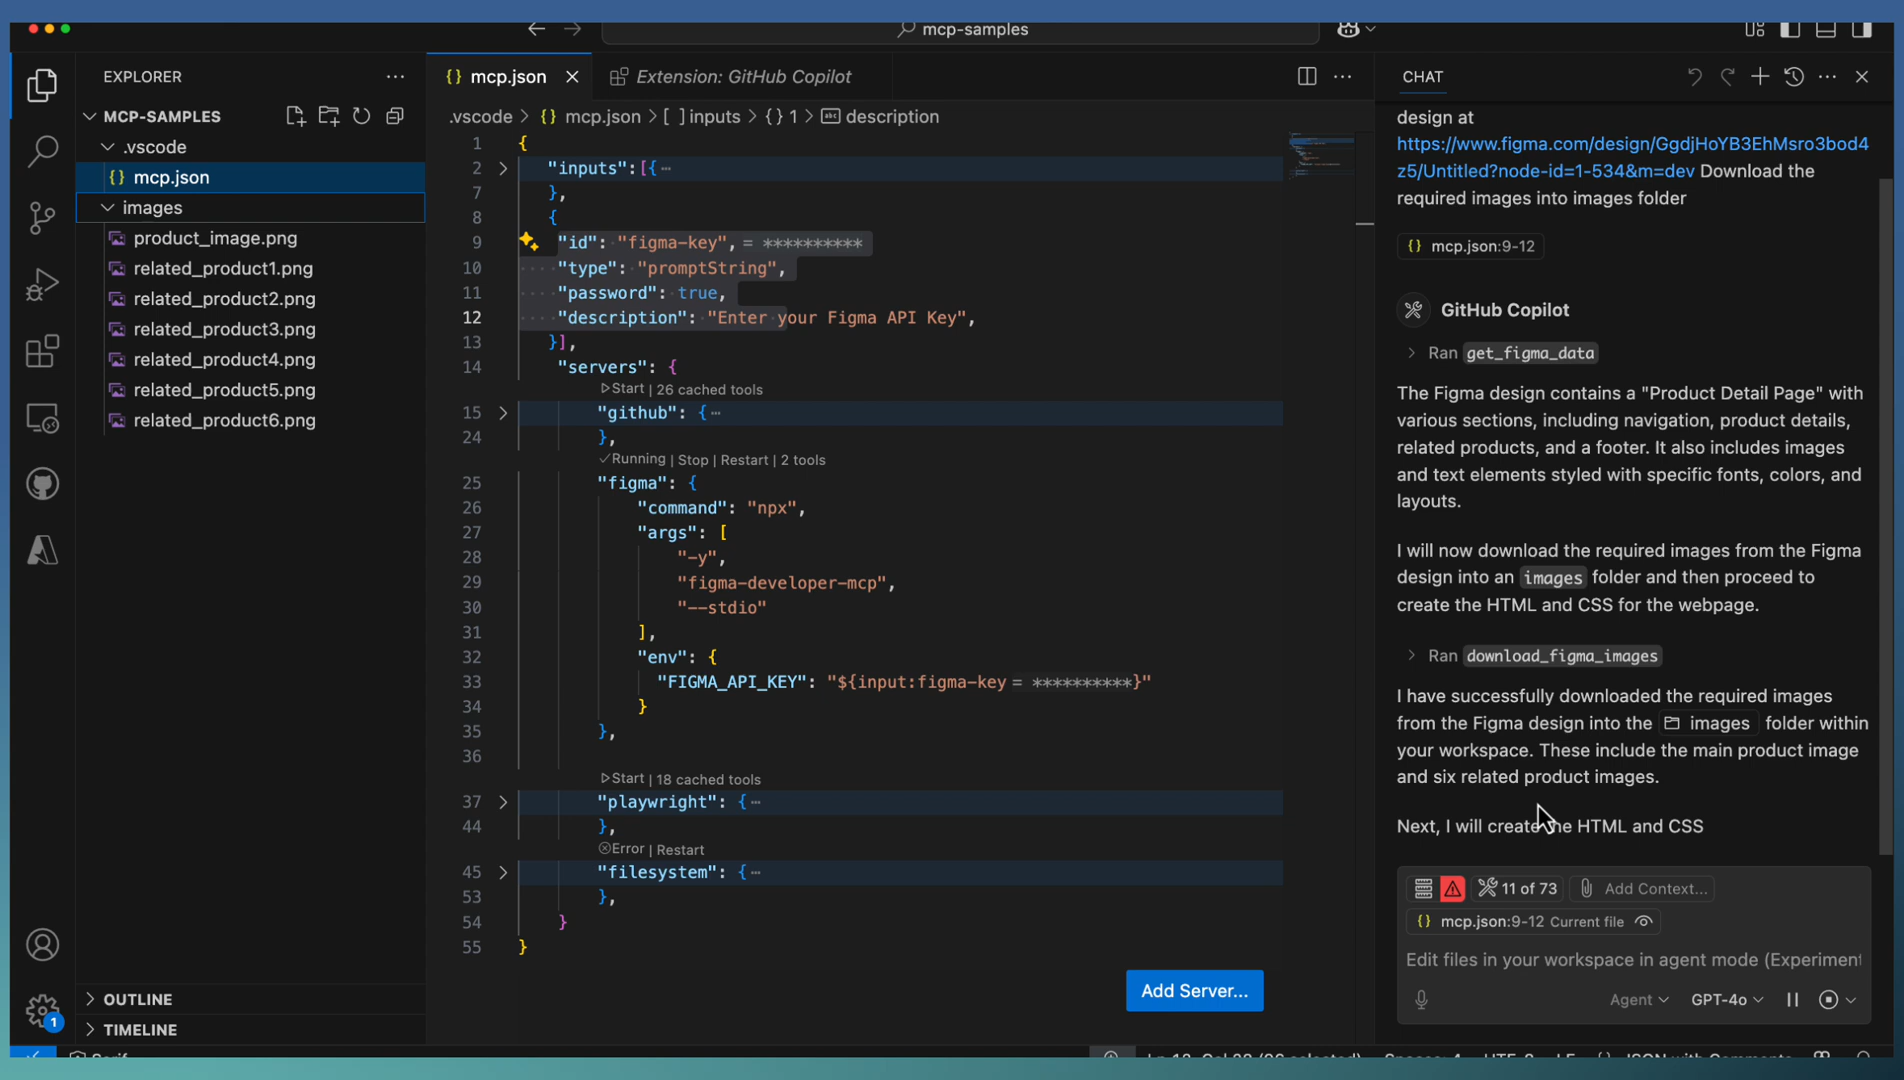 mcp-samples
EXPLORER
MCP-SAMPLES
.vscode
mcp.json
images
product_image.png
related_product1.png
related_product2.png
related_product3.png
related_product4.png
related_product5.png
related_product6.png
OUTLINE
TIMELINE
1
{} mcp.json
Extension: GitHub Copilot
.vscode > {} mcp.json > [ ] inputs > {} 1 > abc description
1 {
2 "inputs":[{
7 },
8 {
9 "id": "figma-key", = **********
10 "type": "promptString",
11 "password": true,
12 "description": "Enter your Figma API Key",
13 }],
14 "servers": {
Start | 26 cached tools
15 "github": {
24 },
✓Running | Stop | Restart | 2 tools
25 "figma": {
26 "command": "npx",
27 "args": [
28 "-y",
29 "figma-developer-mcp",
30 "--stdio"
31 ],
32 "env": {
33 "FIGMA_API_KEY": "${input:figma-key = **********}"
34 }
35 },
36
Start | 18 cached tools
37 "playwright": {
44 },
Error | Restart
45 "filesystem": {
53 },
54 }
55 }
Add Server...
CHAT
design at
https://www.figma.com/design/GgdjHoYB3EhMsro3bod4
z5/Untitled?node-id=1-534&m=dev Download the
required images into images folder
{} mcp.json:9-12
GitHub Copilot
Ran get_figma_data
The Figma design contains a "Product Detail Page" with
various sections, including navigation, product details,
related products, and a footer. It also includes images
and text elements styled with specific fonts, colors, and
layouts.
I will now download the required images from the Figma
design into an images folder and then proceed to
create the HTML and CSS for the webpage.
Ran download_figma_images
I have successfully downloaded the required images
from the Figma design into the images folder within
your workspace. These include the main product image
and six related product images.
Next, I will create the HTML and CSS
11 of 73 Add Context...
{} mcp.json:9-12 Current file
Edit files in your workspace in agent mode (Experiment
Agent GPT-4o